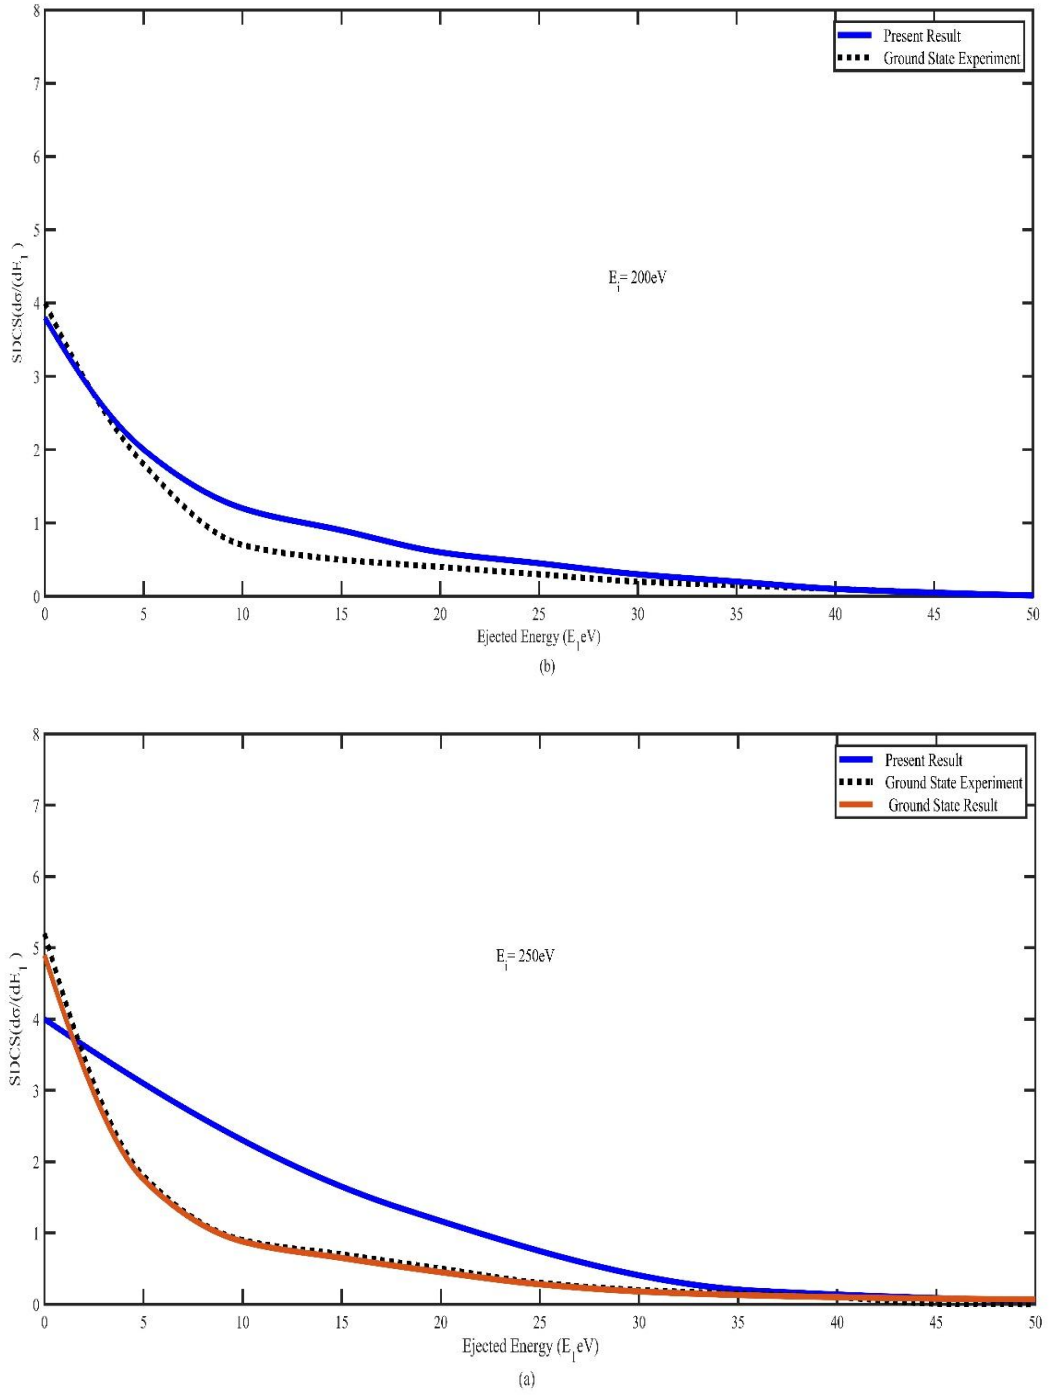 8
Present Result
Ground State Experiment
7
6
5
SDCS(dσ/(dE1 )
Ei= 200eV
4
3
2
1
0
0 5 10 15 20 25 30 35 40 45 50
Ejected Energy (E1eV)
(b)
8
Present Result
Ground State Experiment
Ground State Result
7
6
5
SDCS(dσ/(dE1 )
Ei= 250eV
4
3
2
1
0
0 5 10 15 20 25 30 35 40 45 50
Ejected Energy (E1eV)
(a)